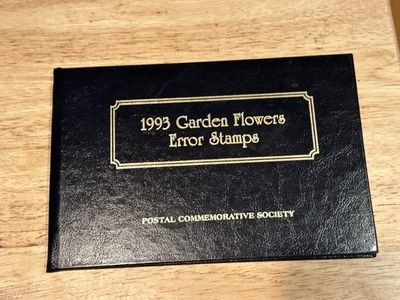 1993 Garden Flowers
Error Stamps
POSTAL COMMEMORATIVE SOCIETY